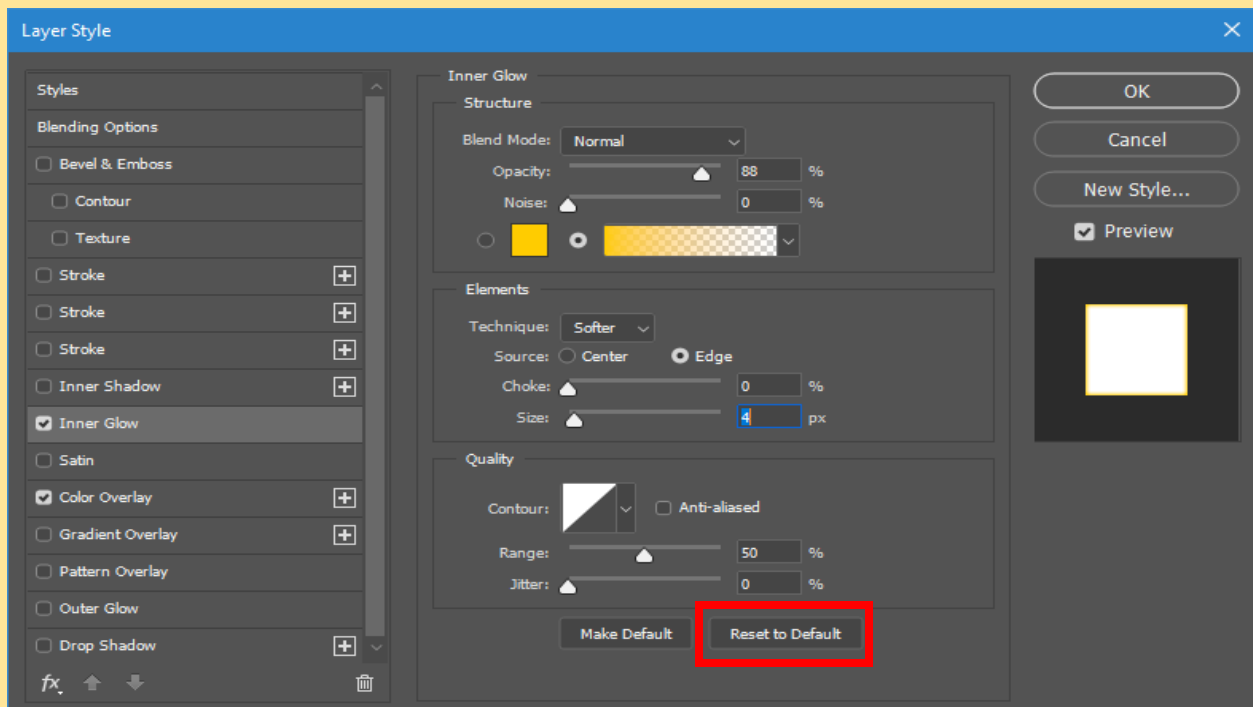 Layer Style
Styles
Blending Options
Bevel & Emboss
Contour
Texture
Stroke
Stroke
Stroke
Inner Shadow
Inner Glow
Satin
Color Overlay
Gradient Overlay
Pattern Overlay
Outer Glow
Drop Shadow
fx
Inner Glow
Structure
Blend Mode: Normal
Opacity: 88 %
Noise: 0 %
Elements
Technique: Softer
Source: Center Edge
Choke: 0 %
Size: 4 px
Quality
Contour: Anti-aliased
Range: 50 %
Jitter: 0 %
Make Default Reset to Default
OK
Cancel
New Style...
Preview